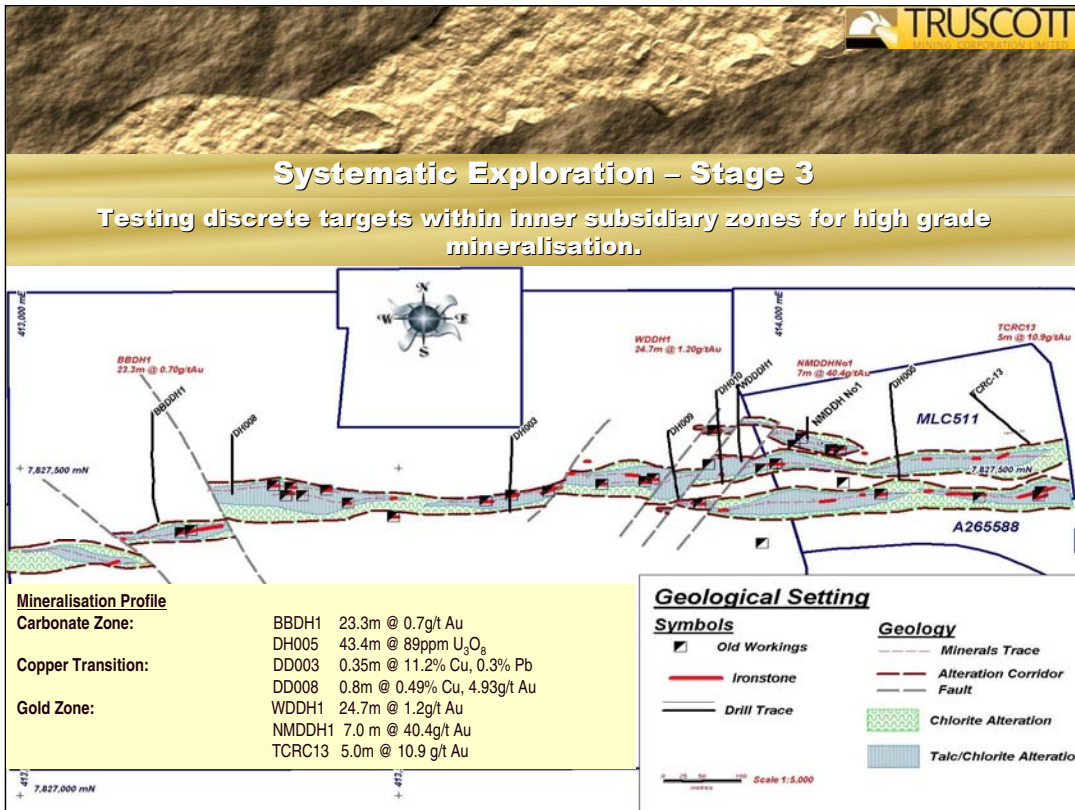 TRUSCOTT
MINING CORPORATION LIMITED
Systematic Exploration – Stage 3
Testing discrete targets within inner subsidiary zones for high grade
mineralisation.
413,000 mE
414,000 mE
N
W E
S
BBDH1
23.3m @ 0.70g/tAu
WDDH1
24.7m @ 1.20g/tAu
NMDDHNo1
7m @ 40.4g/tAu
TCRC13
5m @ 10.9g/tAu
BBDDH1
DH008
DH003
DH009
DH010
WDDH1
NMDDH No1
DH005
TCRC-13
MLC511
7,827,500 mN
7,827,500 mN
A265588
Mineralisation Profile
Carbonate Zone: BBDH1 23.3m @ 0.7g/t Au
DH005 43.4m @ 89ppm U₃O₈
Copper Transition: DD003 0.35m @ 11.2% Cu, 0.3% Pb
DD008 0.8m @ 0.49% Cu, 4.93g/t Au
Gold Zone: WDDH1 24.7m @ 1.2g/t Au
NMDDH1 7.0 m @ 40.4g/t Au
TCRC13 5.0m @ 10.9 g/t Au
7,827,000 mN
Geological Setting
Symbols
Old Workings
Ironstone
Drill Trace
Geology
Minerals Trace
Alteration Corridor
Fault
Chlorite Alteration
Talc/Chlorite Alteratio
0 25 50 100
metres
Scale 1:5,000